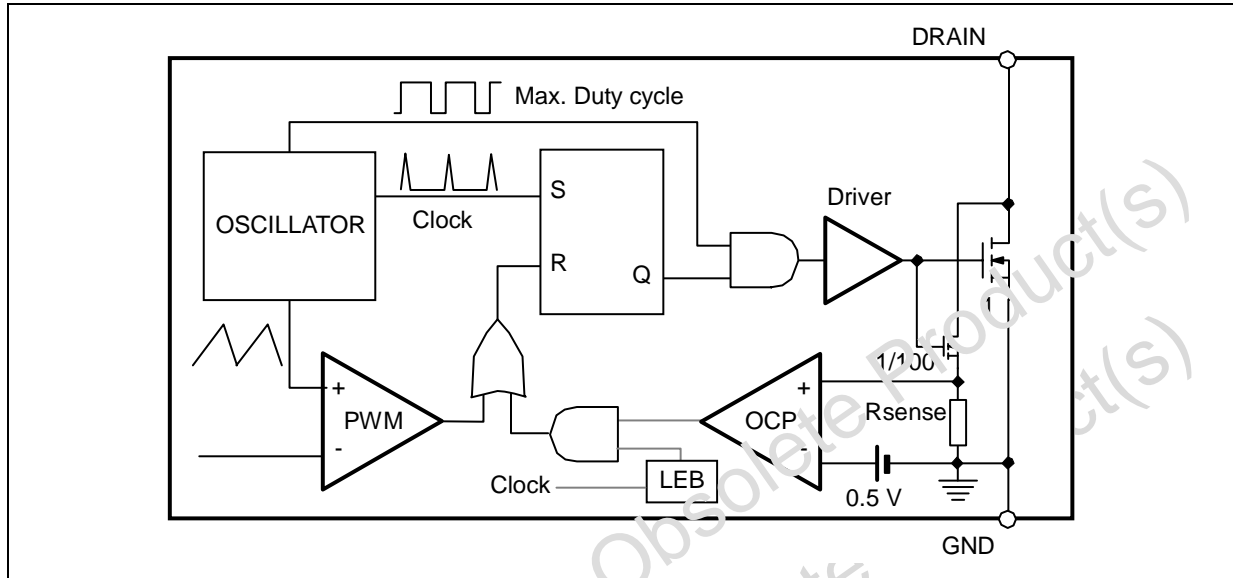 DRAIN
Max. Duty cycle
OSCILLATOR
Clock
S
R
Q
Driver
1
1/100
+
PWM
-
+
OCP
-
Rsense
LEB
Clock
0.5 V
GND
Obsolete Product(s)